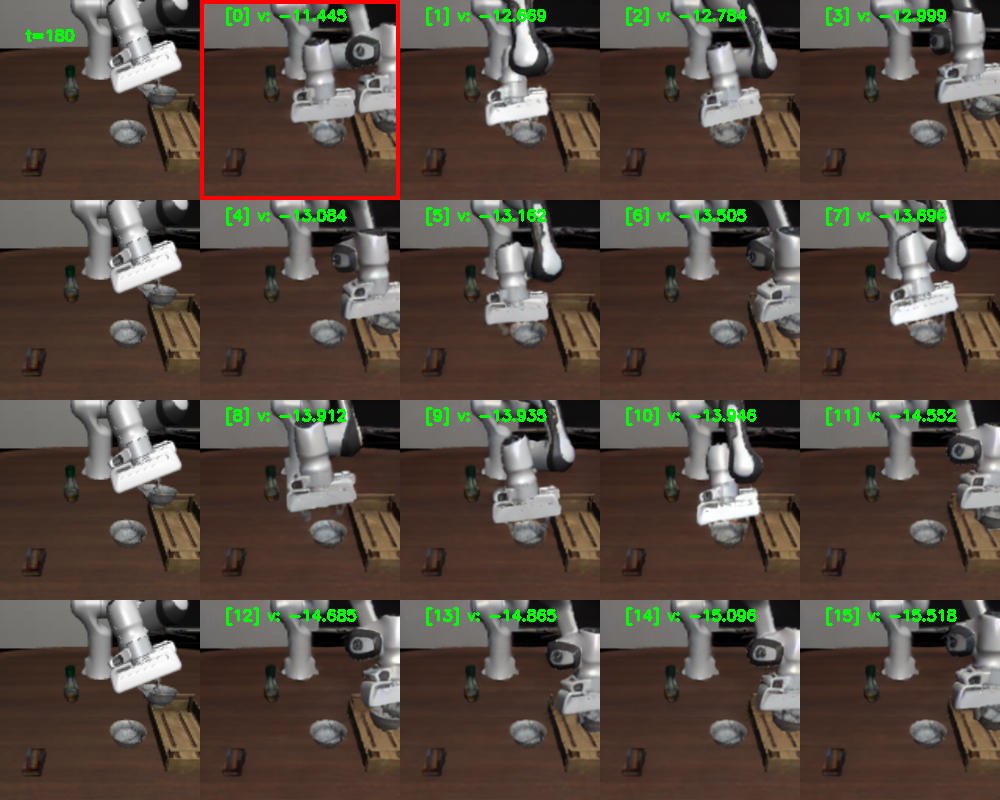 t=180
[0] v: -11.445
[1] v: -12.669
[2] v: -12.784
[3] v: -12.999
[4] v: -13.084
[5] v: -13.162
[6] v: -13.505
[7] v: -13.696
[8] v: -13.912
[9] v: -13.935
[10] v: -13.946
[11] v: -14.552
[12] v: -14.685
[13] v: -14.865
[14] v: -15.096
[15] v: -15.518